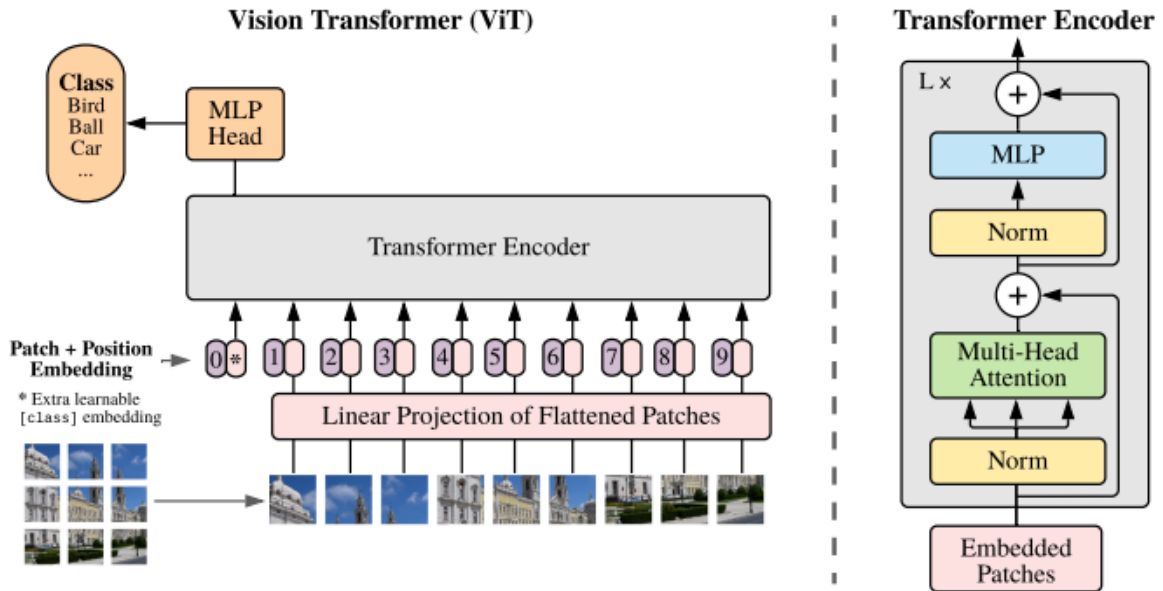 Vision Transformer (ViT)
Class
Bird
Ball
Car
...
MLP
Head
Transformer Encoder
Patch + Position
Embedding
* Extra learnable
[class] embedding
0 * 1 2 3 4 5 6 7 8 9
Linear Projection of Flattened Patches
Transformer Encoder
L x
+
MLP
Norm
+
Multi-Head
Attention
Norm
Embedded
Patches